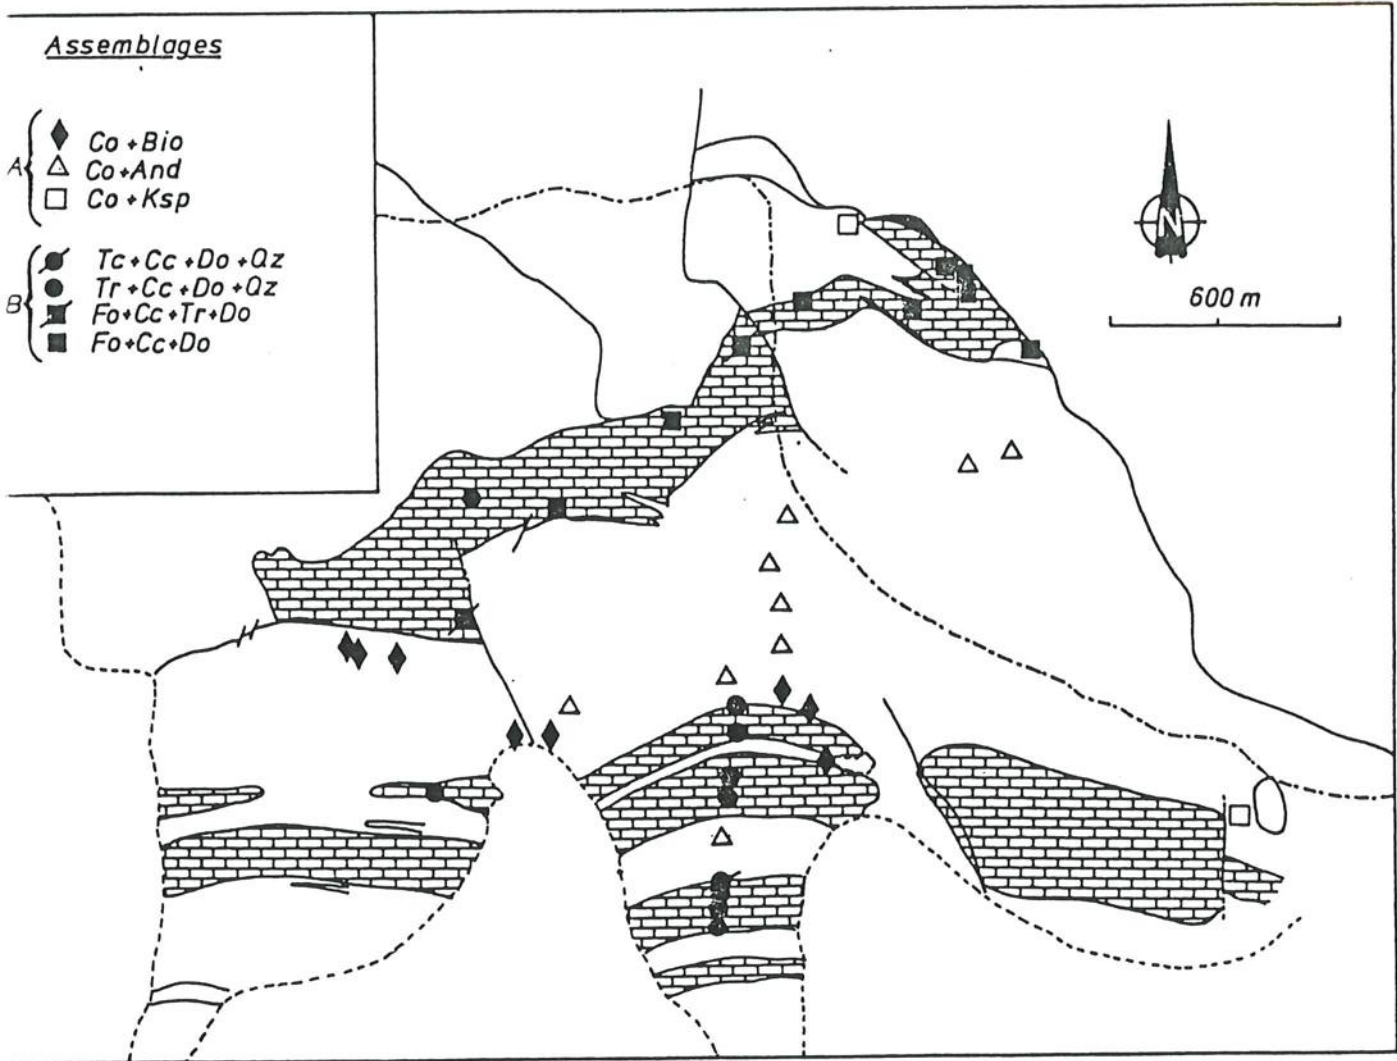 Assemblages
A
Co+Bio
Co+And
Co+Ksp
B
Tc+Cc+Do+Qz
Tr+Cc+Do+Qz
Fo+Cc+Tr+Do
Fo+Cc+Do
N
600 m